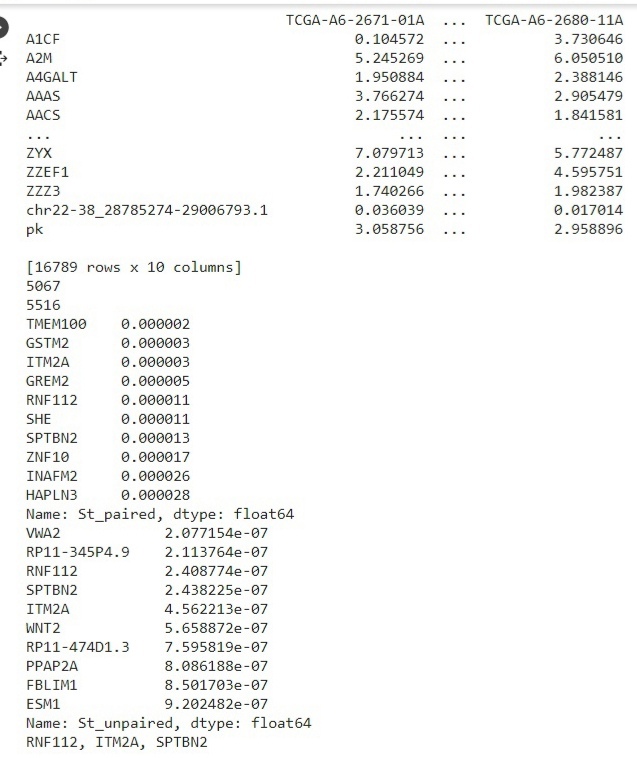 TCGA-A6-2671-01A ... TCGA-A6-2680-11A
A1CF 0.104572 ... 3.730646
A2M 5.245269 ... 6.050510
A4GALT 1.950884 ... 2.388146
AAAS 3.766274 ... 2.905479
AACS 2.175574 ... 1.841581
... ... ... ...
ZYX 7.079713 ... 5.772487
ZZEF1 2.211049 ... 4.595751
ZZZ3 1.740266 ... 1.982387
chr22-38_28785274-29006793.1 0.036039 ... 0.017014
pk 3.058756 ... 2.958896
[16789 rows x 10 columns]
5067
5516
TMEM100 0.000002
GSTM2 0.000003
ITM2A 0.000003
GREM2 0.000005
RNF112 0.000011
SHE 0.000011
SPTBN2 0.000013
ZNF10 0.000017
INAFM2 0.000026
HAPLN3 0.000028
Name: St_paired, dtype: float64
VWA2 2.077154e-07
RP11-345P4.9 2.113764e-07
RNF112 2.408774e-07
SPTBN2 2.438225e-07
ITM2A 4.562213e-07
WNT2 5.658872e-07
RP11-474D1.3 7.595819e-07
PPAP2A 8.086188e-07
FBLIM1 8.501703e-07
ESM1 9.202482e-07
Name: St_unpaired, dtype: float64
RNF112, ITM2A, SPTBN2